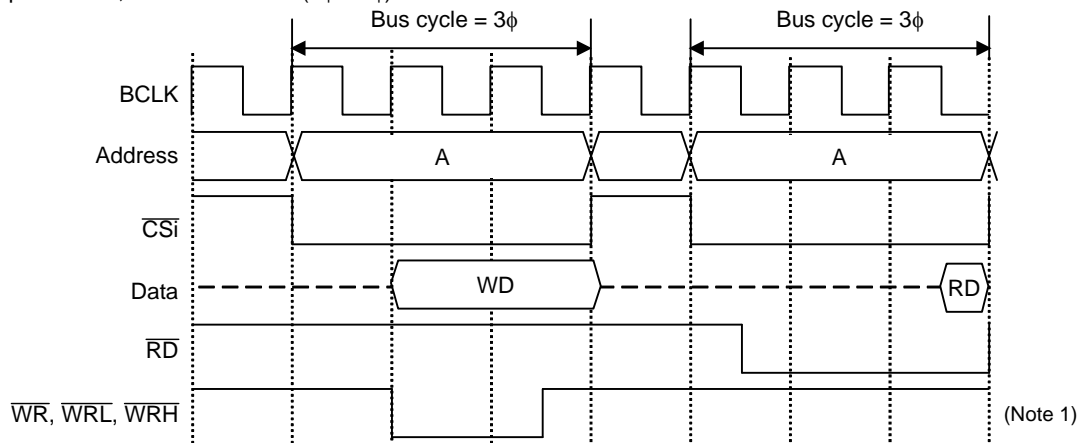 Bus cycle = 3ϕ Bus cycle = 3ϕ
BCLK
Address A A
CSi
Data WD RD
RD
WR, WRL, WRH (Note 1)